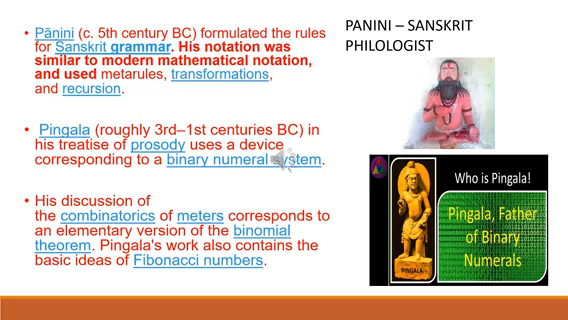 • Pānini (c. 5th century BC) formulated the rules
for Sanskrit grammar. His notation was
similar to modern mathematical notation,
and used metarules, transformations,
and recursion.
• Pingala (roughly 3rd–1st centuries BC) in
his treatise of prosody uses a device
corresponding to a binary numeral system.
• His discussion of
the combinatorics of meters corresponds to
an elementary version of the binomial
theorem. Pingala's work also contains the
basic ideas of Fibonacci numbers.
PANINI – SANSKRIT
PHILOLOGIST
Who is Pingala!
Pingala, Father
of Binary
Numerals
PINGALA